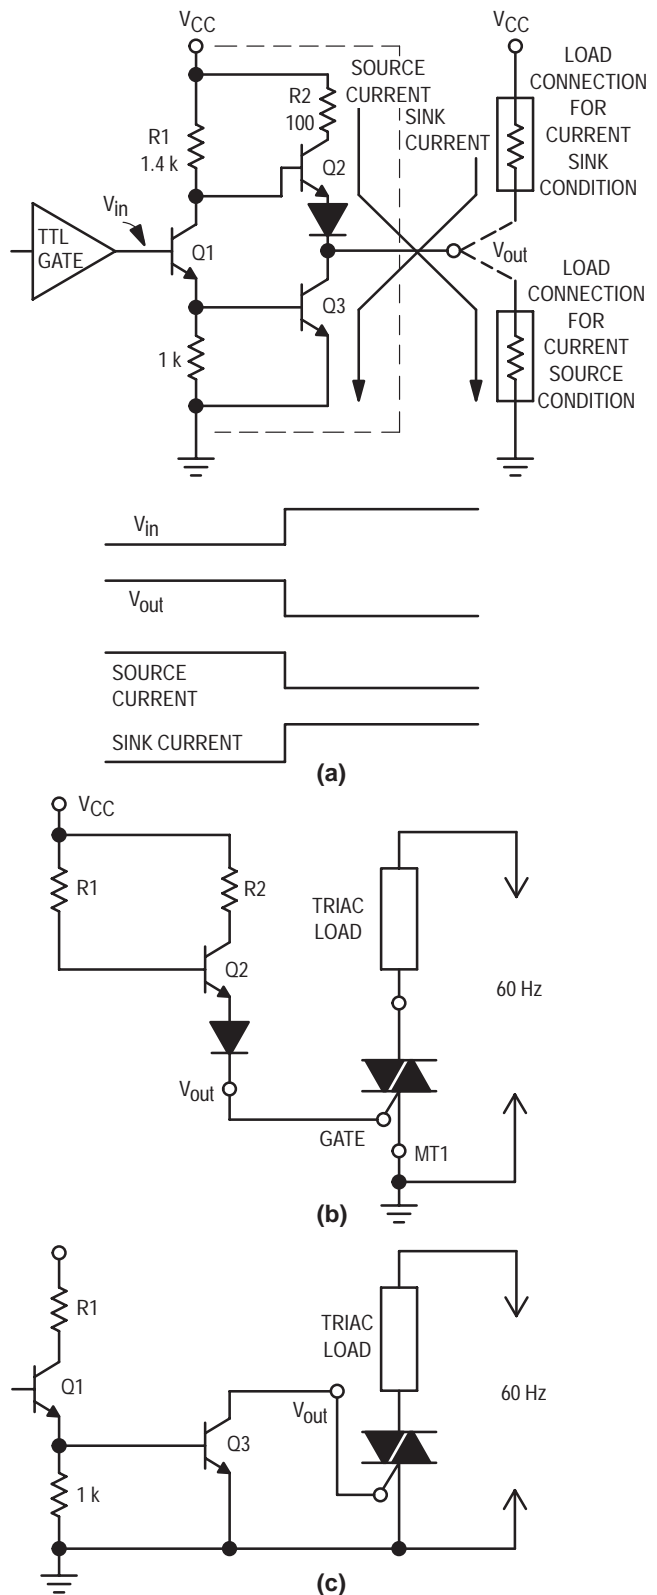 VCC
VCC
SOURCE
CURRENT
LOAD
CONNECTION
FOR
CURRENT
SINK
CONDITION
R2
100
SINK
CURRENT
R1
1.4 k
Q2
Vin
TTL
GATE
Q1
Vout
Q3
LOAD
CONNECTION
FOR
CURRENT
SOURCE
CONDITION
1 k
Vin
Vout
SOURCE
CURRENT
SINK CURRENT
(a)
VCC
R1
R2
TRIAC
LOAD
Q2
60 Hz
Vout
GATE
MT1
(b)
R1
TRIAC
LOAD
Q1
Vout
60 Hz
Q3
1 k
(c)